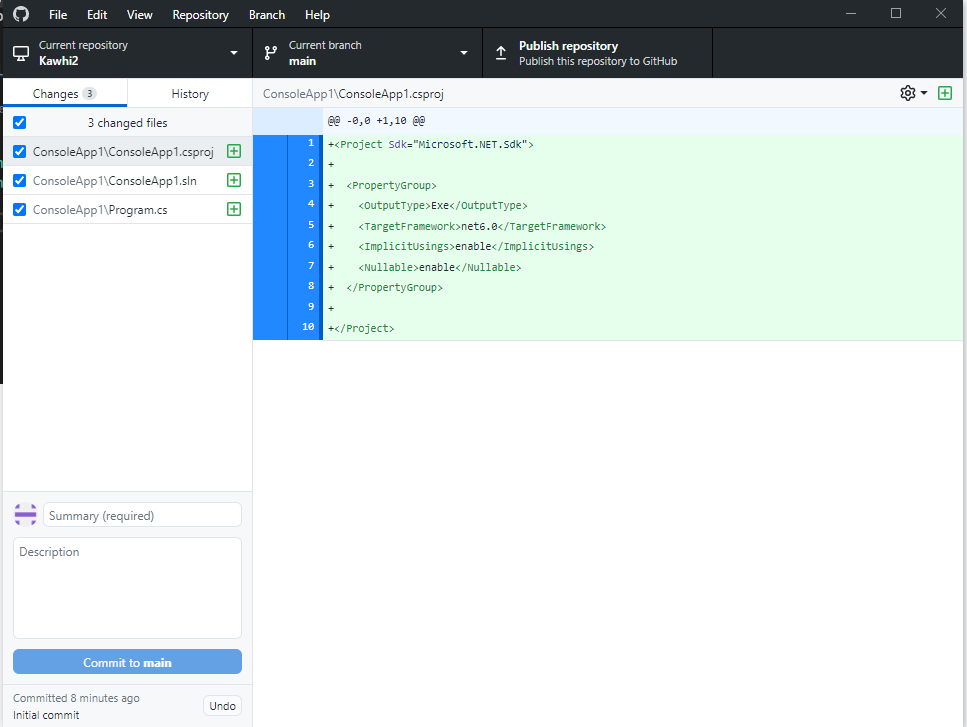 File Edit View Repository Branch Help
Current repository
Kawhi2
Current branch
main
Publish repository
Publish this repository to GitHub
Changes 3 History
3 changed files
ConsoleApp1\ConsoleApp1.csproj
ConsoleApp1\ConsoleApp1.sln
ConsoleApp1\Program.cs
Summary (required)
Description
Commit to main
Committed 8 minutes ago
Initial commit
Undo
ConsoleApp1\ConsoleApp1.csproj
@@ -0,0 +1,10 @@
1 +<Project Sdk="Microsoft.NET.Sdk">
2 +
3 +  <PropertyGroup>
4 +    <OutputType>Exe</OutputType>
5 +    <TargetFramework>net6.0</TargetFramework>
6 +    <ImplicitUsings>enable</ImplicitUsings>
7 +    <Nullable>enable</Nullable>
8 +  </PropertyGroup>
9 +
10 +</Project>